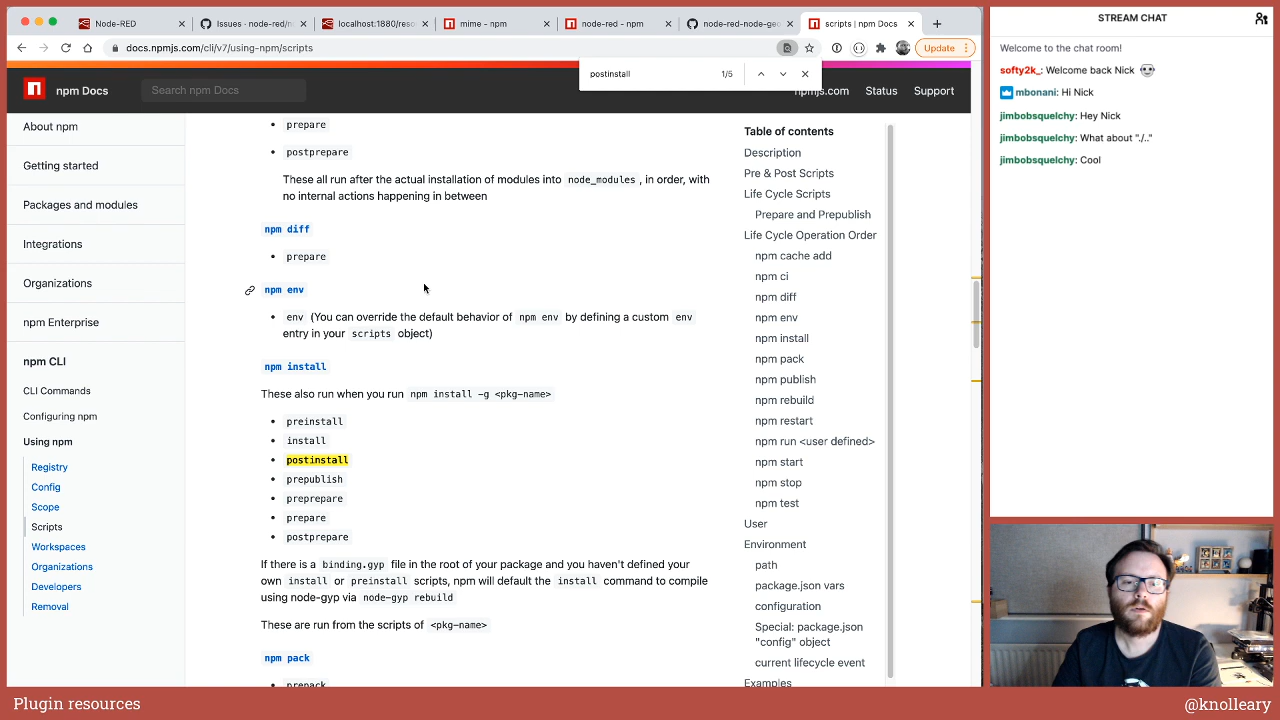 Node-RED
Issues · node-red/n
localhost:1880/reso
mime - npm
node-red - npm
node-red-node-geo
scripts | npm Docs
docs.npmjs.com/cli/v7/using-npm/scripts
Update
postinstall
1/5
npm Docs
Search npm Docs
npmjs.com
Status
Support
About npm
Getting started
Packages and modules
Integrations
Organizations
npm Enterprise
npm CLI
CLI Commands
Configuring npm
Using npm
Registry
Config
Scope
Scripts
Workspaces
Organizations
Developers
Removal
prepare
postprepare
These all run after the actual installation of modules into node_modules, in order, with
no internal actions happening in between
npm diff
prepare
npm env
env (You can override the default behavior of npm env by defining a custom env
entry in your scripts object)
npm install
These also run when you run npm install -g <pkg-name>
preinstall
install
postinstall
prepublish
preprepare
prepare
postprepare
If there is a binding.gyp file in the root of your package and you haven't defined your
own install or preinstall scripts, npm will default the install command to compile
using node-gyp via node-gyp rebuild
These are run from the scripts of <pkg-name>
npm pack
prepack
Table of contents
Description
Pre & Post Scripts
Life Cycle Scripts
Prepare and Prepublish
Life Cycle Operation Order
npm cache add
npm ci
npm diff
npm env
npm install
npm pack
npm publish
npm rebuild
npm restart
npm run <user defined>
npm start
npm stop
npm test
User
Environment
path
package.json vars
configuration
Special: package.json
"config" object
current lifecycle event
Examples
STREAM CHAT
Welcome to the chat room!
softy2k_: Welcome back Nick
mbonani: Hi Nick
jimbobsquelchy: Hey Nick
jimbobsquelchy: What about "./.."
jimbobsquelchy: Cool
Plugin resources
@knolleary